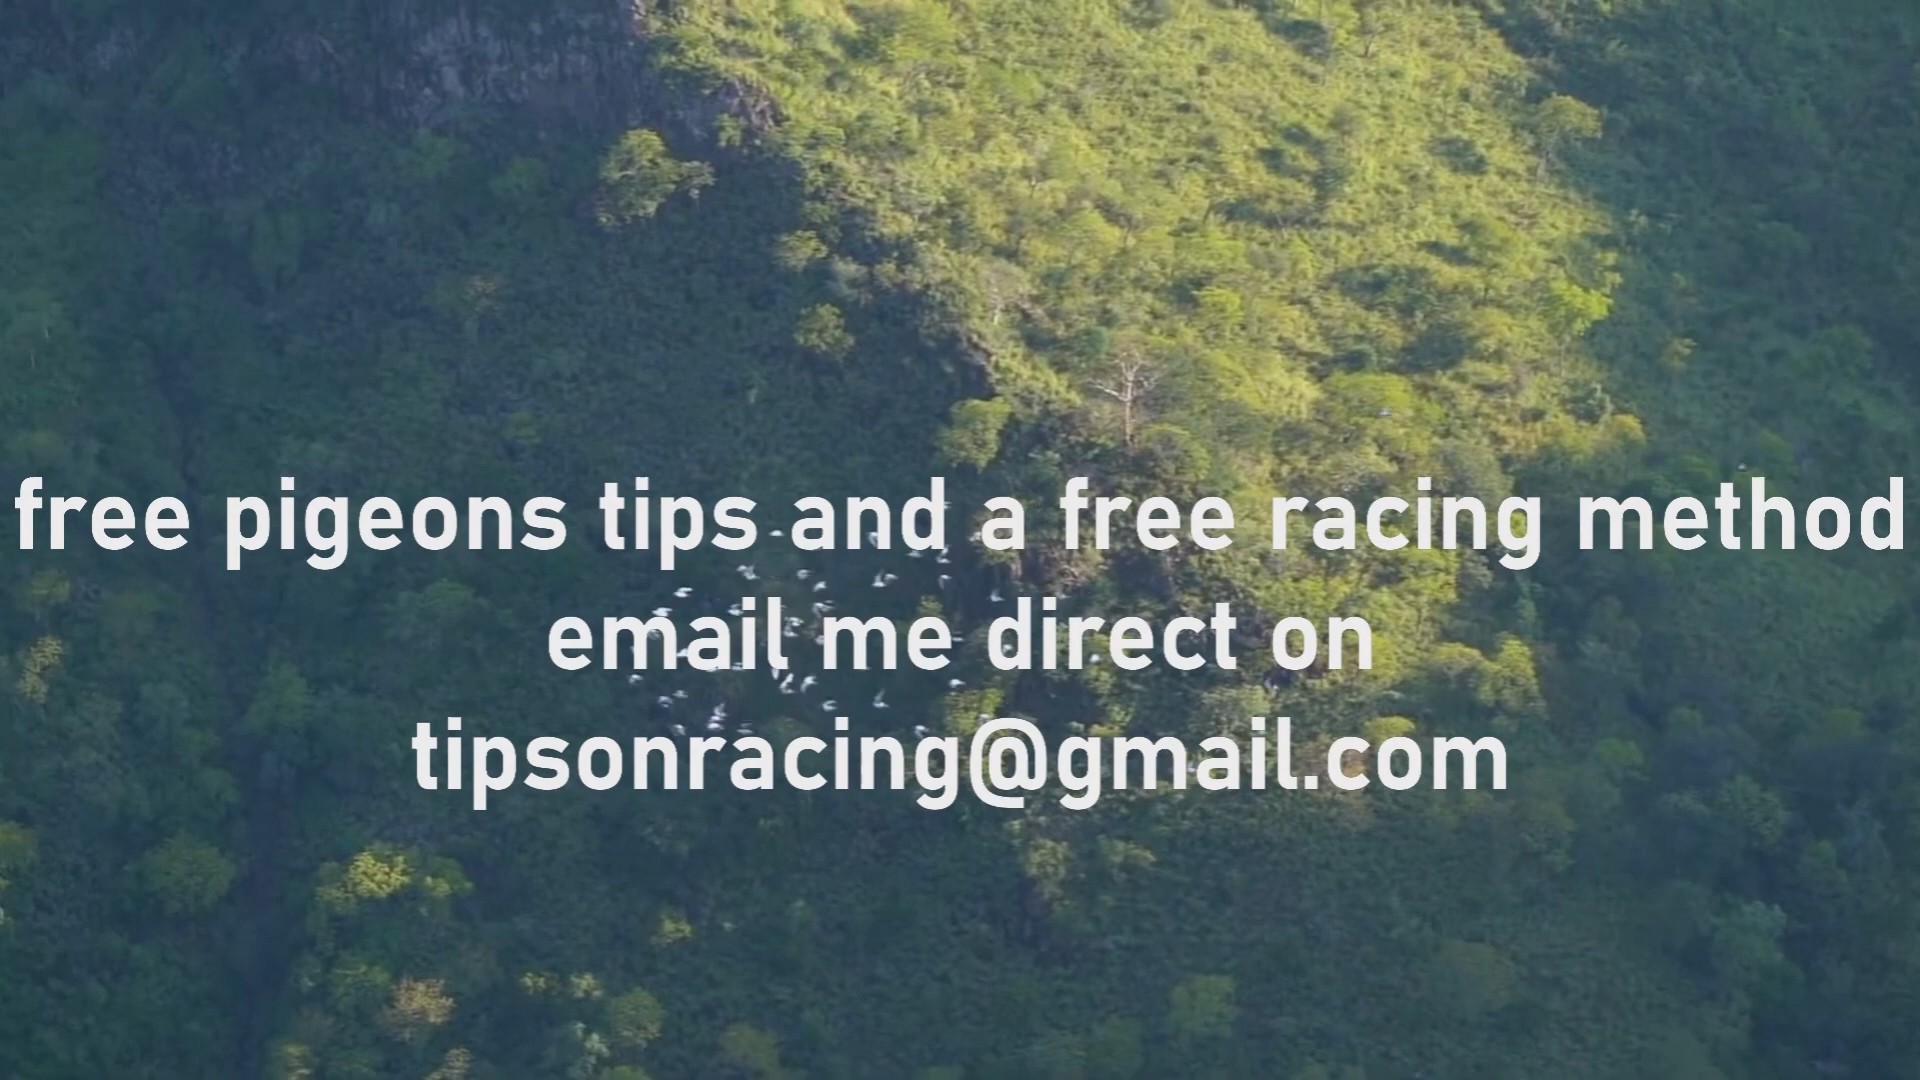 free pigeons tips and a free racing method
email me direct on
tipsonracing@gmail.com